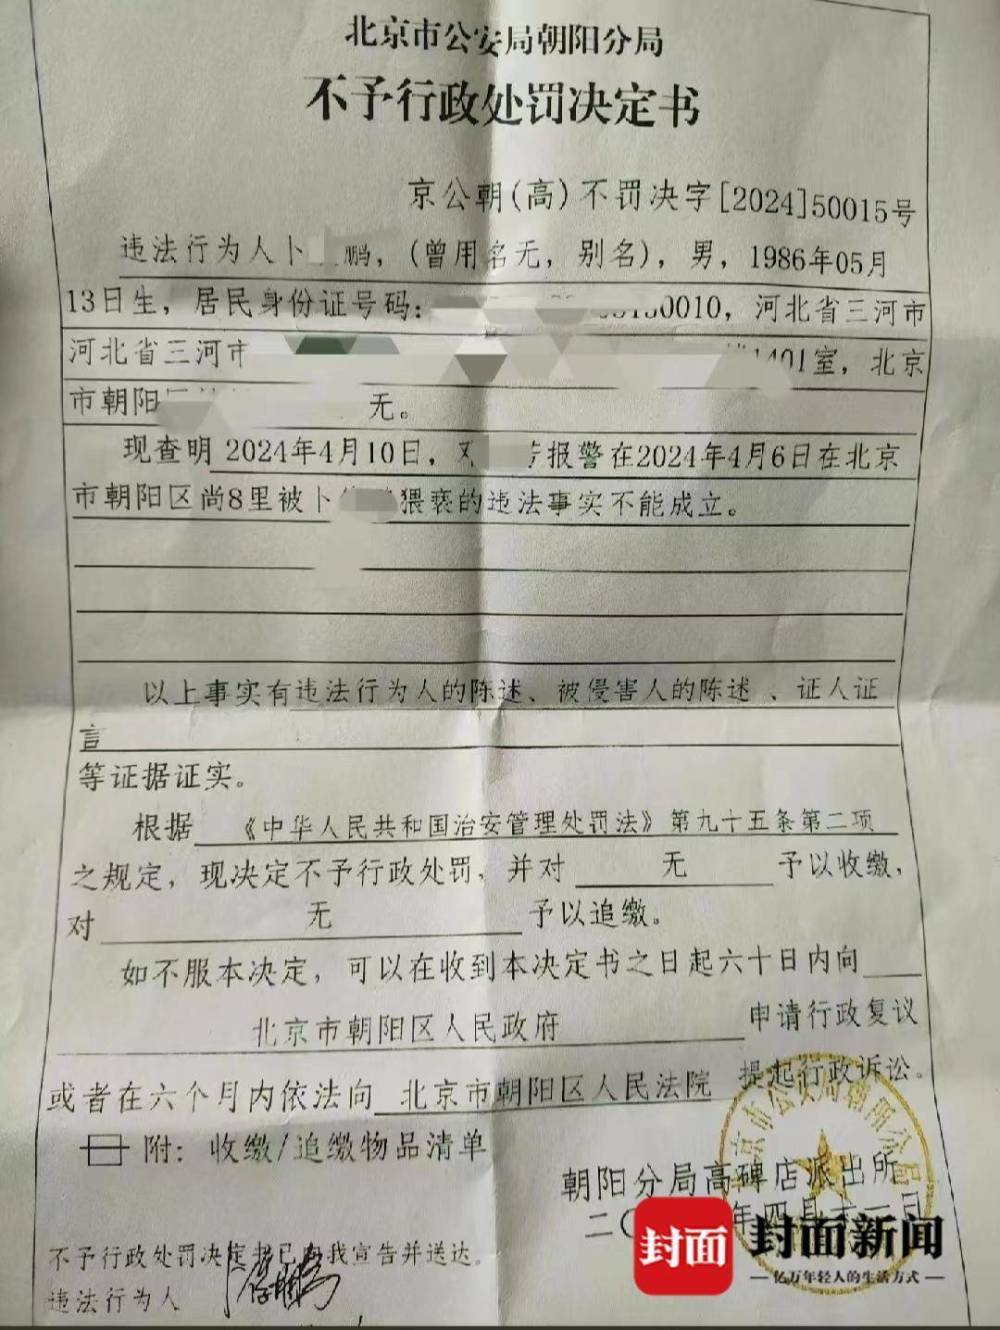 北京市公安局朝阳分局
不予行政处罚决定书
京公朝(高)不罚决字[2024]50015号
违法行为人卜 鹏，(曾用名无，别名)，男，1986年05月
13日生，居民身份证号码： 0010，河北省三河市
河北省三河市 1401室，北京
市朝阳 无。
现查明 2024年4月10日， 报警在2024年4月6日在北京
市朝阳区尚8里被卜 猥亵的违法事实不能成立。
以上事实有违法行为人的陈述、被侵害人的陈述 、证人证
言
等证据证实。
根据 《中华人民共和国治安管理处罚法》第九十五条第二项
之规定，现决定不予行政处罚，并对 无 予以收缴，
对 无 予以追缴。
如不服本决定，可以在收到本决定书之日起六十日内向
北京市朝阳区人民政府 申请行政复议
或者在六个月内依法向 北京市朝阳区人民法院 提起行政诉讼。
附：收缴/追缴物品清单
朝阳分局高碑店派出所
二〇 年四月十一日
北京市公安局朝阳分局
不予行政处罚决定书已向我宣告并送达。
违法行为人
封面
封面新闻
亿万年轻人的生活方式